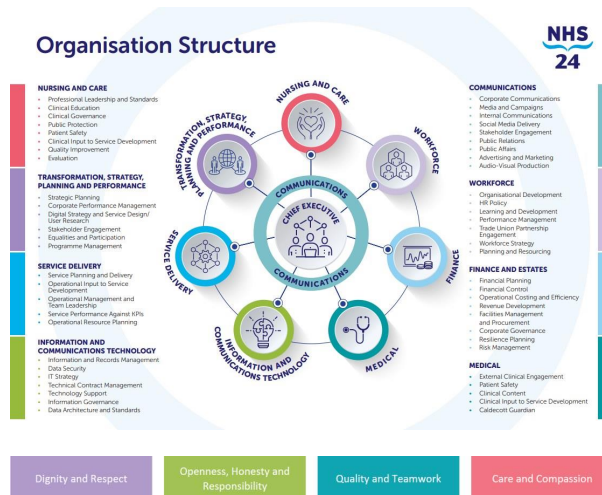 Organisation Structure
NHS
24
NURSING AND CARE
Professional Leadership and Standards
Clinical Education
Clinical Governance
Public Protection
Patient Safety
Clinical Input to Service Development
Quality Improvement
Evaluation
TRANSFORMATION, STRATEGY,
PLANNING AND PERFORMANCE
Strategic Planning
Corporate Performance Management
Digital Strategy and Service Design/
User Research
Stakeholder Engagement
Equalities and Participation
Programme Management
SERVICE DELIVERY
Service Planning and Delivery
Operational Input to Service
Development
Operational Management and
Team Leadership
Service Performance Against KPIs
Operational Resource Planning
INFORMATION AND
COMMUNICATIONS TECHNOLOGY
Information and Records Management
Data Security
IT Strategy
Technical Contract Management
Technology Support
Information Governance
Data Architecture and Standards
NURSING AND CARE
WORKFORCE
FINANCE
MEDICAL
INFORMATION AND
COMMUNICATIONS TECHNOLOGY
SERVICE DELIVERY
TRANSFORMATION, STRATEGY,
PLANNING AND PERFORMANCE
COMMUNICATIONS
CHIEF EXECUTIVE
COMMUNICATIONS
COMMUNICATIONS
Corporate Communications
Media and Campaigns
Internal Communications
Social Media Delivery
Stakeholder Engagement
Public Relations
Public Affairs
Advertising and Marketing
Audio-Visual Production
WORKFORCE
Organisational Development
HR Policy
Learning and Development
Performance Management
Trade Union Partnership
Engagement
Workforce Strategy
Planning and Resourcing
FINANCE AND ESTATES
Financial Planning
Financial Control
Operational Costing and Efficiency
Revenue Development
Facilities Management
and Procurement
Corporate Governance
Resilience Planning
Risk Management
MEDICAL
External Clinical Engagement
Patient Safety
Clinical Content
Clinical Input to Service Development
Caldecott Guardian
Dignity and Respect
Openness, Honesty and
Responsibility
Quality and Teamwork
Care and Compassion